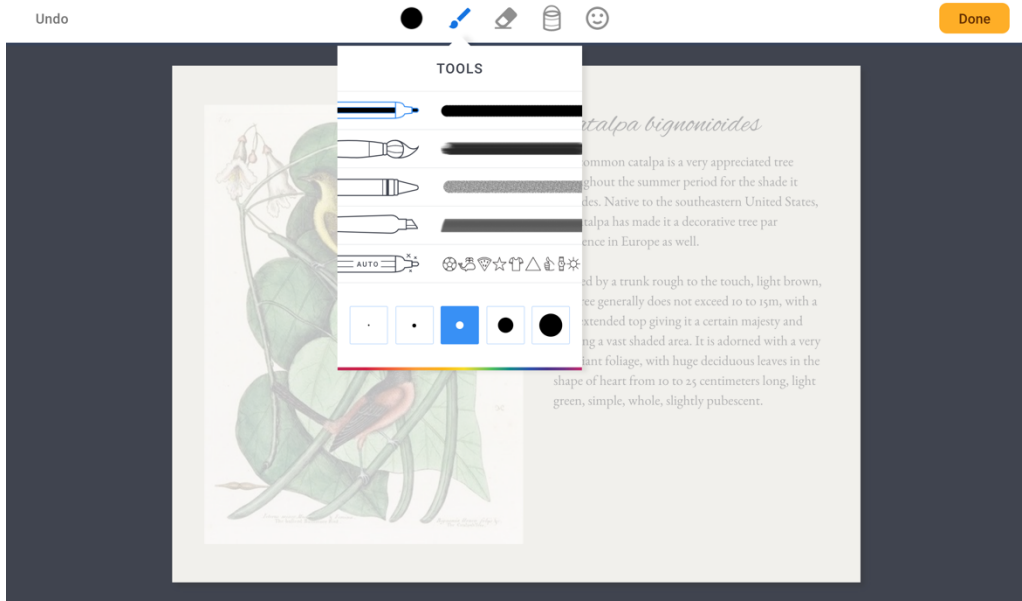 Undo
Done
TOOLS
AUTO
atalpa bignonioides
ommon catalpa is a very appreciated tree
ghout the summer period for the shade it
des. Native to the southeastern United States,
talpa has made it a decorative tree par
ence in Europe as well.
ed by a trunk rough to the touch, light brown,
ree generally does not exceed 10 to 15m, with a
extended top giving it a certain majesty and
ng a vast shaded area. It is adorned with a very
iant foliage, with huge deciduous leaves in the
shape of heart from 10 to 25 centimeters long, light
green, simple, whole, slightly pubescent.